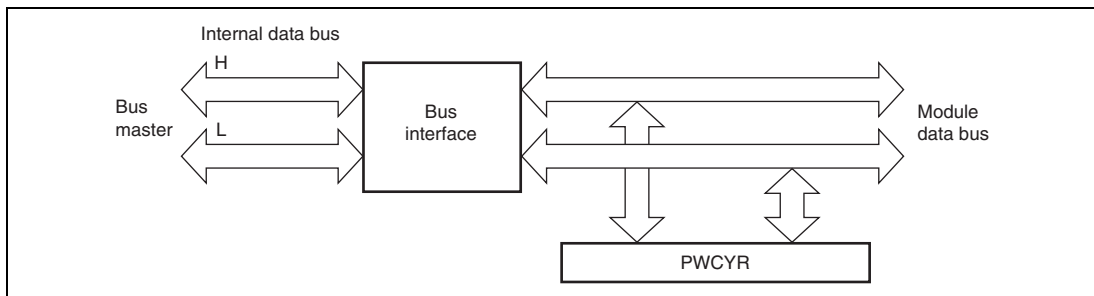 Internal data bus
H
Bus
master
L
Bus
interface
Module
data bus
PWCYR